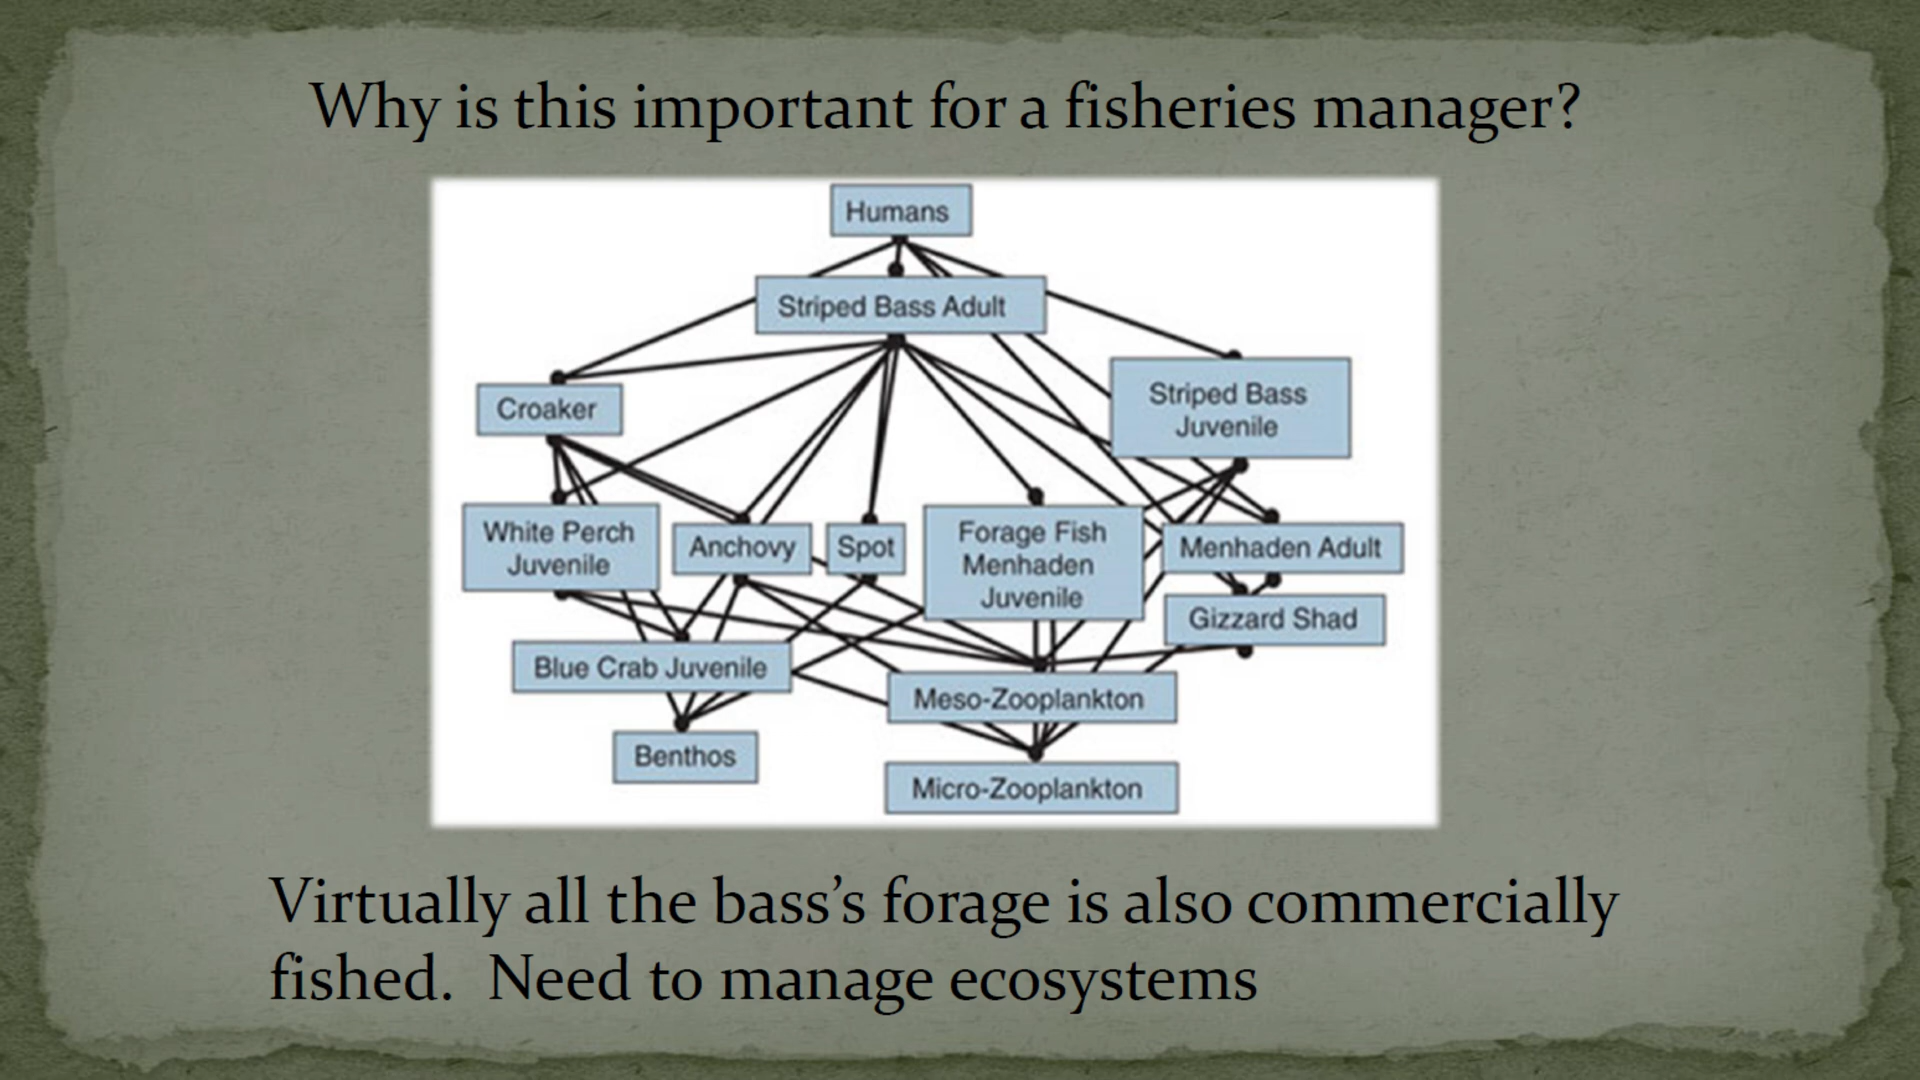 Why is this important for a fisheries manager?
Humans
Striped Bass Adult
Croaker
Striped Bass
Juvenile
White Perch
Juvenile
Anchovy
Spot
Forage Fish
Menhaden
Juvenile
Menhaden Adult
Gizzard Shad
Blue Crab Juvenile
Meso-Zooplankton
Benthos
Micro-Zooplankton
Virtually all the bass’s forage is also commercially
fished.  Need to manage ecosystems